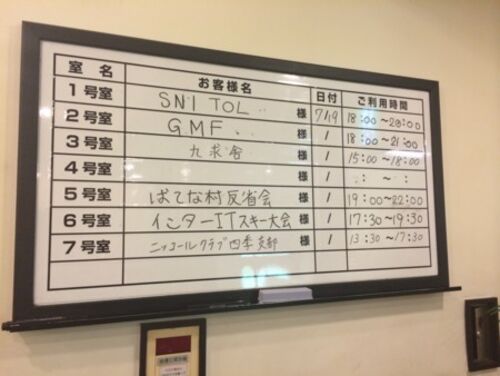 室 名 お客様名 日付 ご利用時間
1号室 SNI TOL 様 7/19 18:00～20:00
2号室 GMF 様 / 18:00～21:00
3号室 九求舎 様 / 15:00～18:00
4号室 様 / : ～ :
5号室 はてな村反省会 様 / 19:00～22:00
6号室 インターITスキー大会 様 / 17:30～19:30
7号室 ニッコールクラブ四季支部 様 / 13:30～17:30